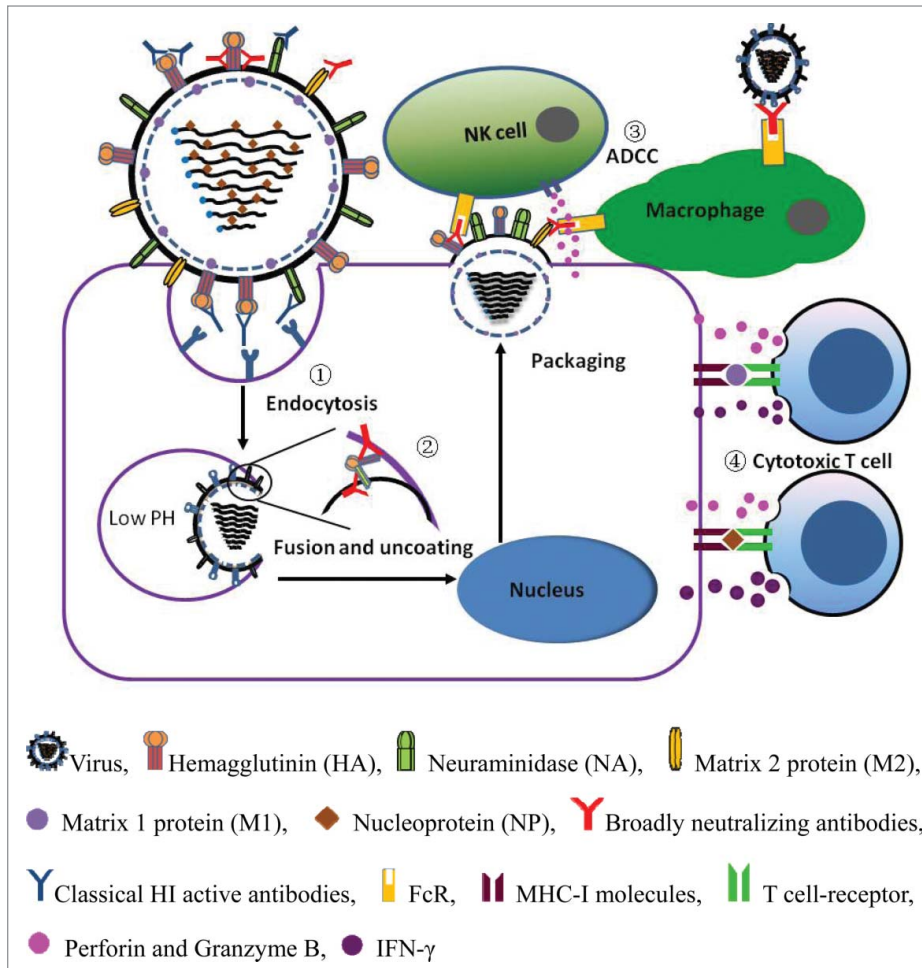 NK cell
③
ADCC
Macrophage
Packaging
①
Endocytosis
②
④ Cytotoxic T cell
Low PH
Fusion and uncoating
Nucleus
Virus, Hemagglutinin (HA), Neuraminidase (NA), Matrix 2 protein (M2),
Matrix 1 protein (M1), Nucleoprotein (NP), Broadly neutralizing antibodies,
Classical HI active antibodies, FcR, MHC-I molecules, T cell-receptor,
Perforin and Granzyme B, IFN-γ